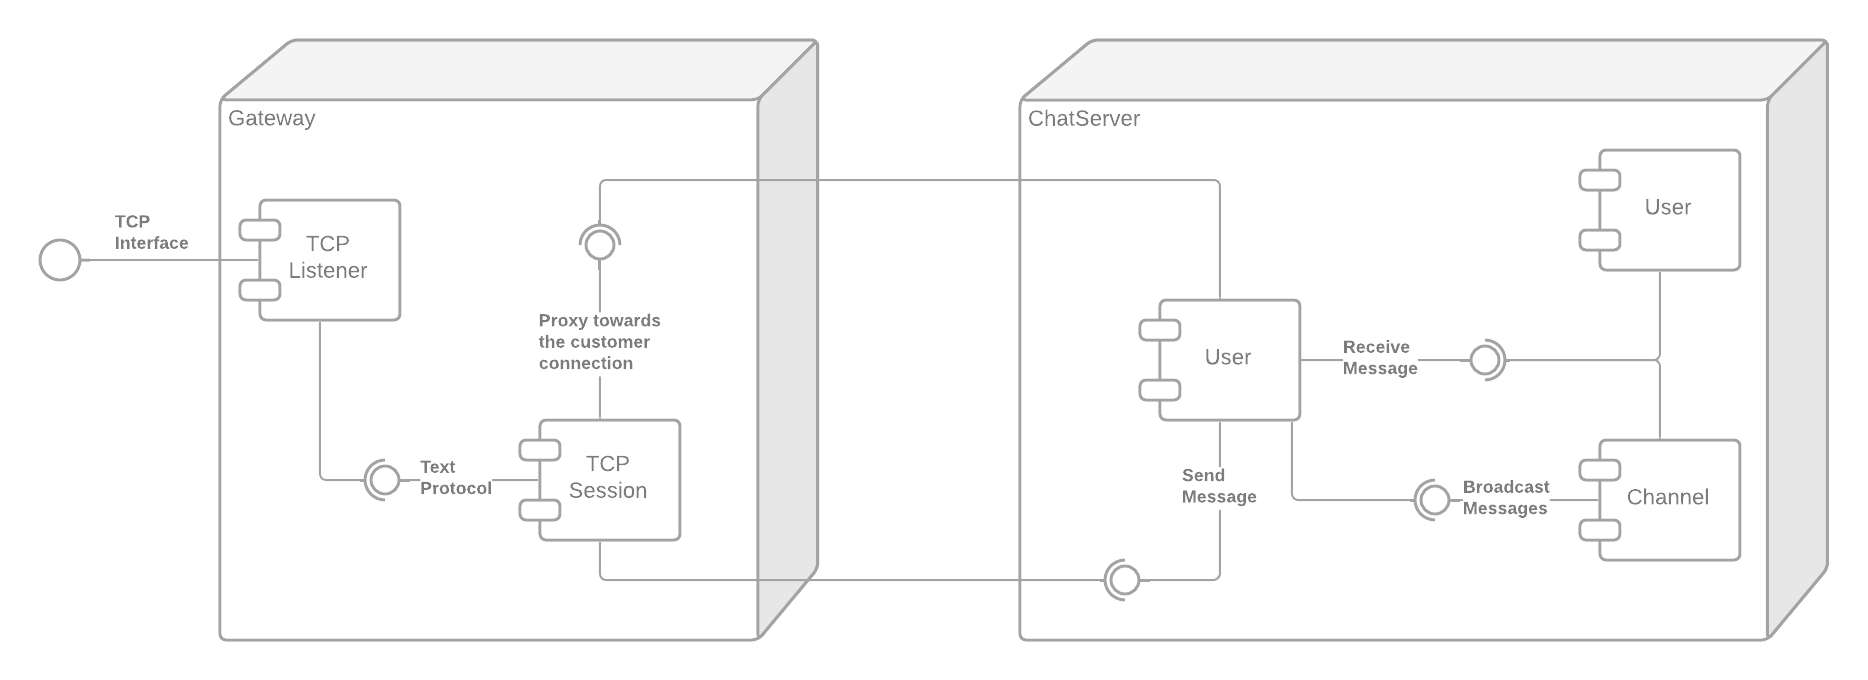 Gateway
TCP
Interface
TCP
Listener
Proxy towards
the customer
connection
Text
Protocol
TCP
Session
ChatServer
User
User
Receive
Message
Send
Message
Broadcast
Messages
Channel